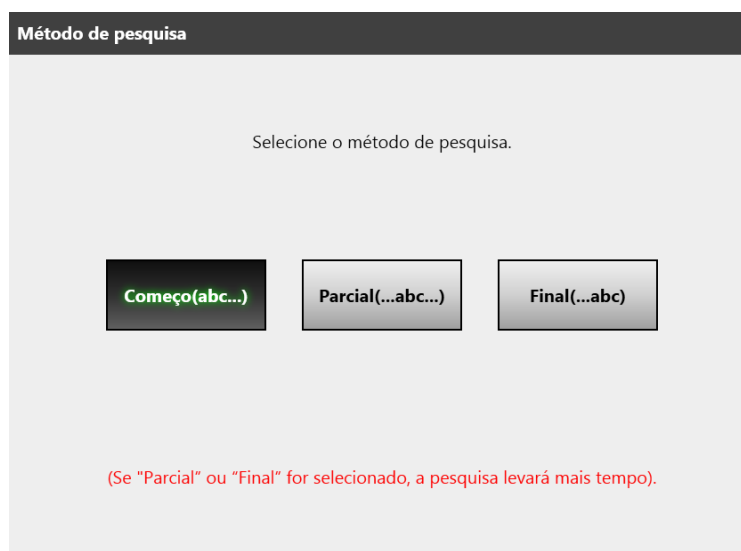 Método de pesquisa
Selecione o método de pesquisa.
Começo(abc...)
Parcial(...abc...)
Final(...abc)
(Se "Parcial“ ou “Final“ for selecionado, a pesquisa levará mais tempo).